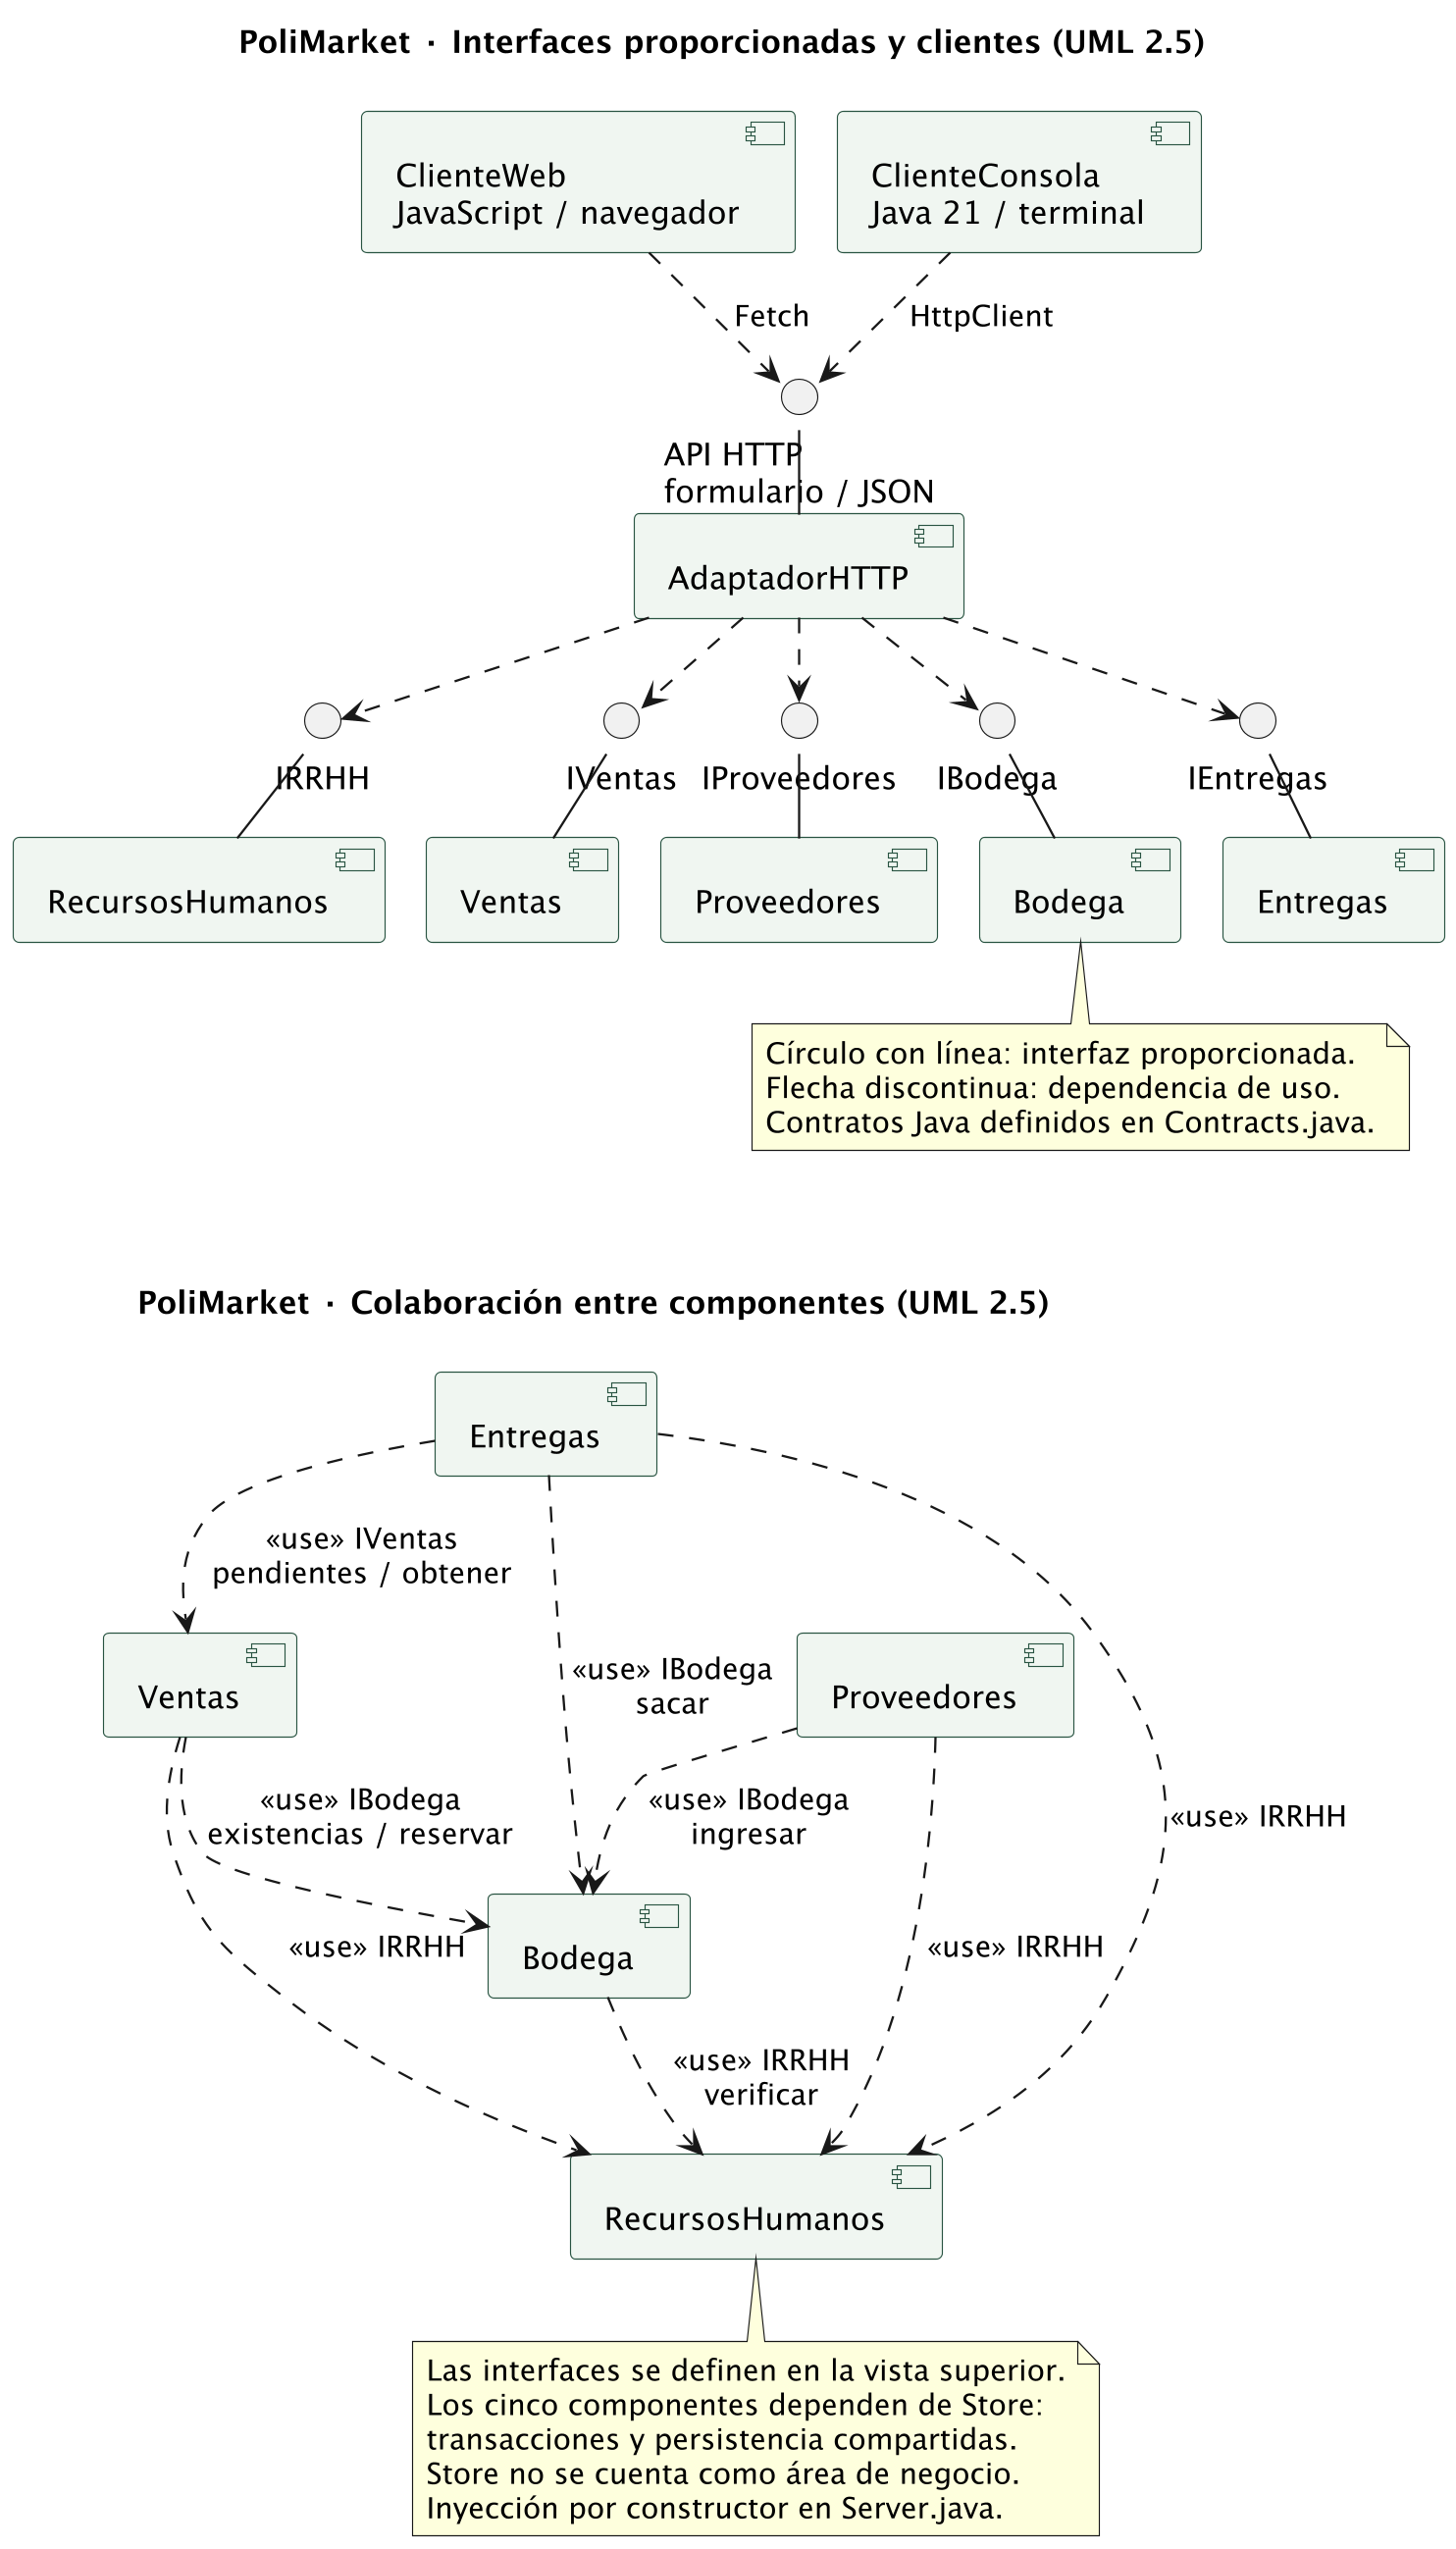 PoliMarket · Interfaces proporcionadas y clientes (UML 2.5)
ClienteWeb
JavaScript / navegador
ClienteConsola
Java 21 / terminal
Fetch
HttpClient
API HTTP
formulario / JSON
AdaptadorHTTP
IRRHH
IVentas
IProveedores
IBodega
IEntregas
RecursosHumanos
Ventas
Proveedores
Bodega
Entregas
Círculo con línea: interfaz proporcionada.
Flecha discontinua: dependencia de uso.
Contratos Java definidos en Contracts.java.
PoliMarket · Colaboración entre componentes (UML 2.5)
Entregas
«use» IVentas
pendientes / obtener
«use» IBodega
sacar
Ventas
Proveedores
«use» IBodega
existencias / reservar
«use» IBodega
ingresar
«use» IRRHH
«use» IRRHH
Bodega
«use» IRRHH
«use» IRRHH
verificar
RecursosHumanos
Las interfaces se definen en la vista superior.
Los cinco componentes dependen de Store:
transacciones y persistencia compartidas.
Store no se cuenta como área de negocio.
Inyección por constructor en Server.java.